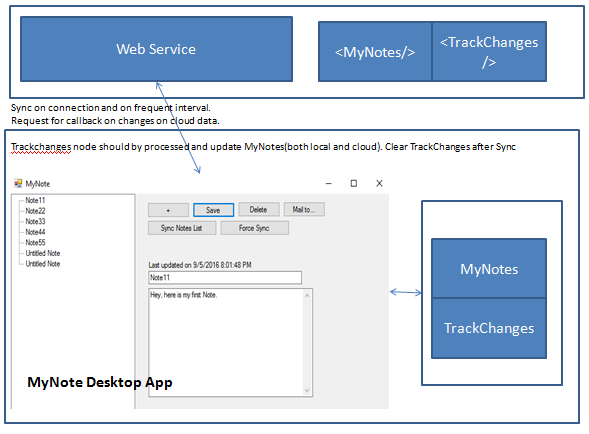 Web Service
<MyNotes/>
<TrackChanges
/>
Sync on connection and on frequent interval.
Request for callback on changes on cloud data.
Trackchanges node should by processed and update MyNotes(both local and cloud). Clear TrackChanges after Sync
MyNote
Note11
Note22
Note33
Note44
Note55
Untitled Note
Untitled Note
+
Save
Delete
Mail to...
Sync Notes List
Force Sync
Last updated on 9/5/2016 8:01:48 PM
Note11
Hey, here is my first Note.
MyNote Desktop App
MyNotes
TrackChanges